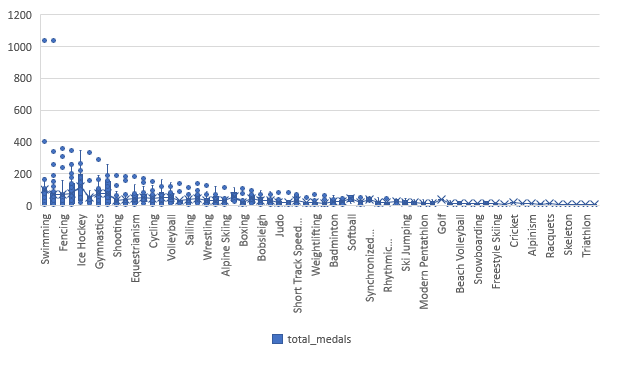 1200
1000
800
600
400
200
0
Swimming
Fencing
Ice Hockey
Gymnastics
Shooting
Equestrianism
Cycling
Volleyball
Sailing
Wrestling
Alpine Skiing
Boxing
Bobsleigh
Judo
Short Track Speed...
Weightlifting
Badminton
Softball
Synchronized...
Rhythmic...
Ski Jumping
Modern Pentathlon
Golf
Beach Volleyball
Snowboarding
Freestyle Skiing
Cricket
Alpinism
Racquets
Skeleton
Triathlon
total_medals